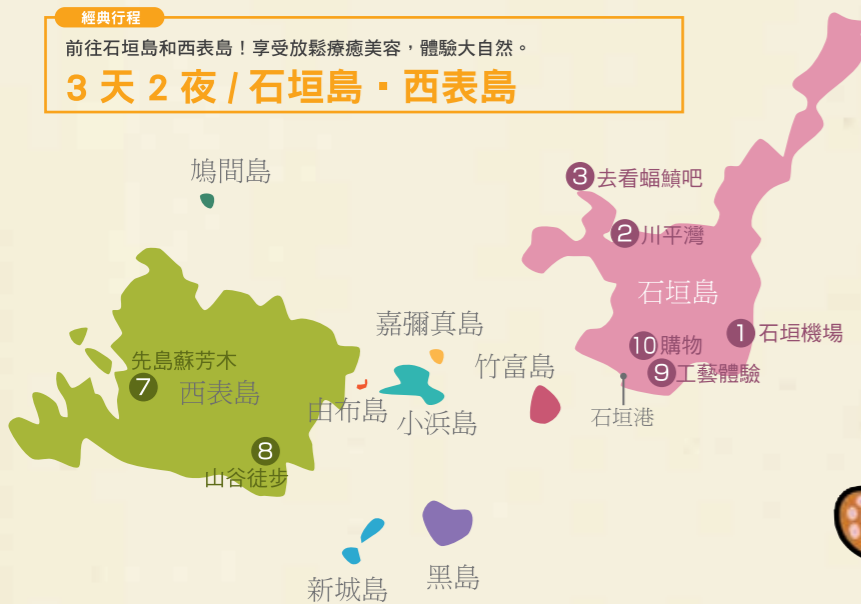 經典行程
前往石垣島和西表島！享受放鬆療癒美容，體驗大自然。
3 天 2 夜 / 石垣島・西表島
鳩間島
3 去看蝠鱝吧
2 川平灣
石垣島
嘉彌真島
1 石垣機場
10 購物
竹富島
先島蘇芳木
9 工藝體驗
7 西表島
由布島
小浜島
石垣港
8
山谷徒步
黑島
新城島